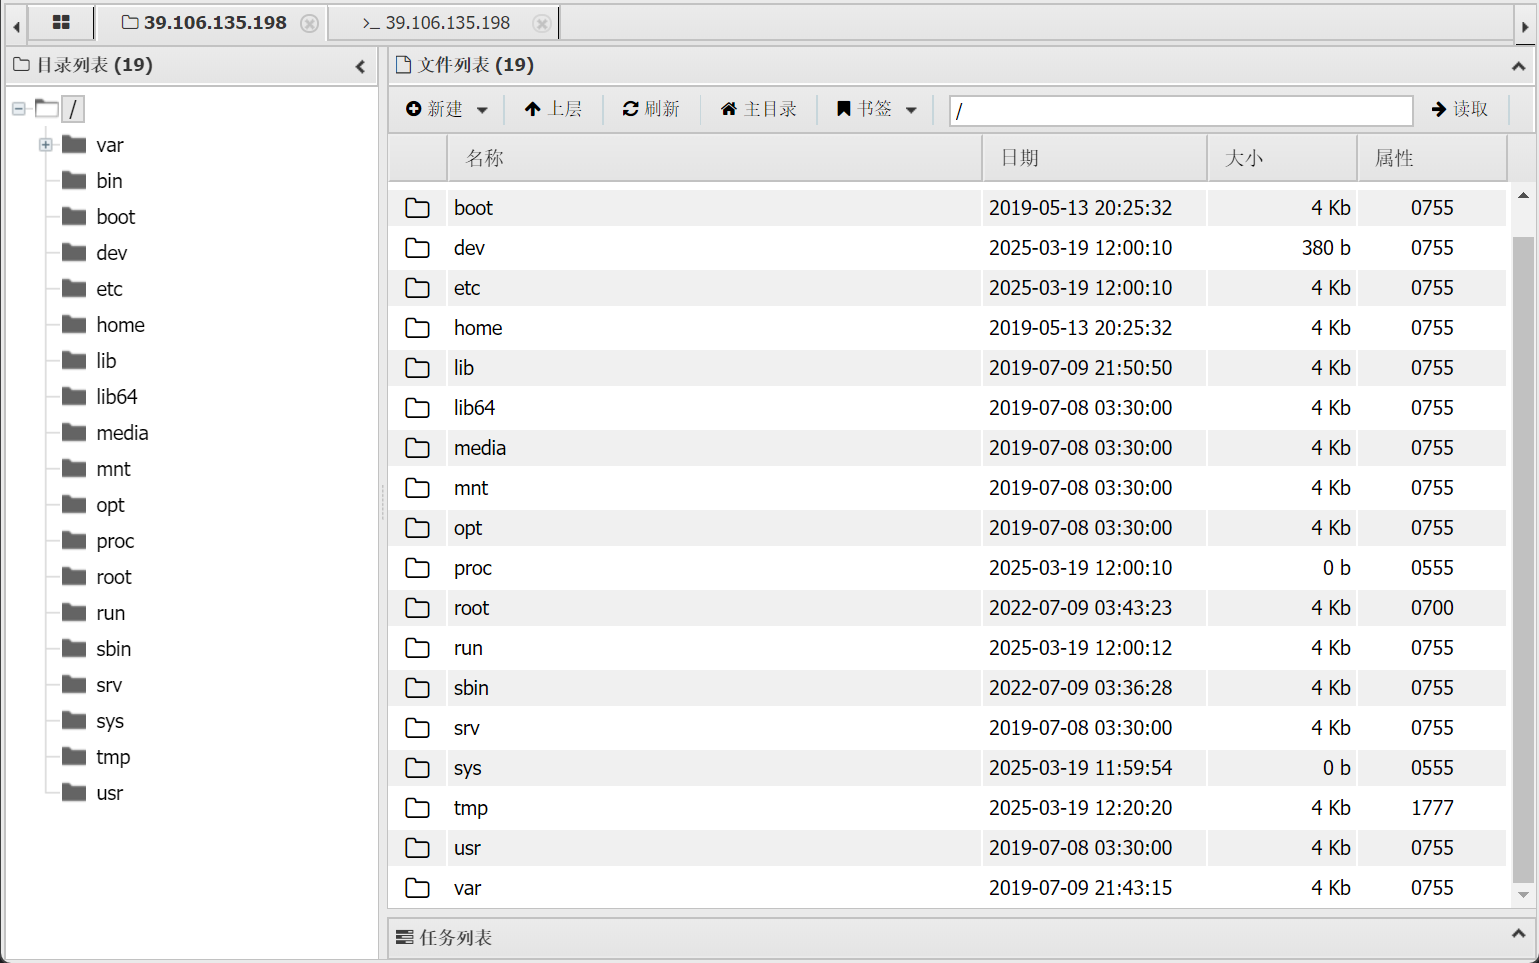 39.106.135.198
>_ 39.106.135.198
目录列表 (19)
/
var
bin
boot
dev
etc
home
lib
lib64
media
mnt
opt
proc
root
run
sbin
srv
sys
tmp
usr
文件列表 (19)
新建 上层 刷新 主目录 书签 / 读取
名称 日期 大小 属性
boot 2019-05-13 20:25:32 4 Kb 0755
dev 2025-03-19 12:00:10 380 b 0755
etc 2025-03-19 12:00:10 4 Kb 0755
home 2019-05-13 20:25:32 4 Kb 0755
lib 2019-07-09 21:50:50 4 Kb 0755
lib64 2019-07-08 03:30:00 4 Kb 0755
media 2019-07-08 03:30:00 4 Kb 0755
mnt 2019-07-08 03:30:00 4 Kb 0755
opt 2019-07-08 03:30:00 4 Kb 0755
proc 2025-03-19 12:00:10 0 b 0555
root 2022-07-09 03:43:23 4 Kb 0700
run 2025-03-19 12:00:12 4 Kb 0755
sbin 2022-07-09 03:36:28 4 Kb 0755
srv 2019-07-08 03:30:00 4 Kb 0755
sys 2025-03-19 11:59:54 0 b 0555
tmp 2025-03-19 12:20:20 4 Kb 1777
usr 2019-07-08 03:30:00 4 Kb 0755
var 2019-07-09 21:43:15 4 Kb 0755
任务列表